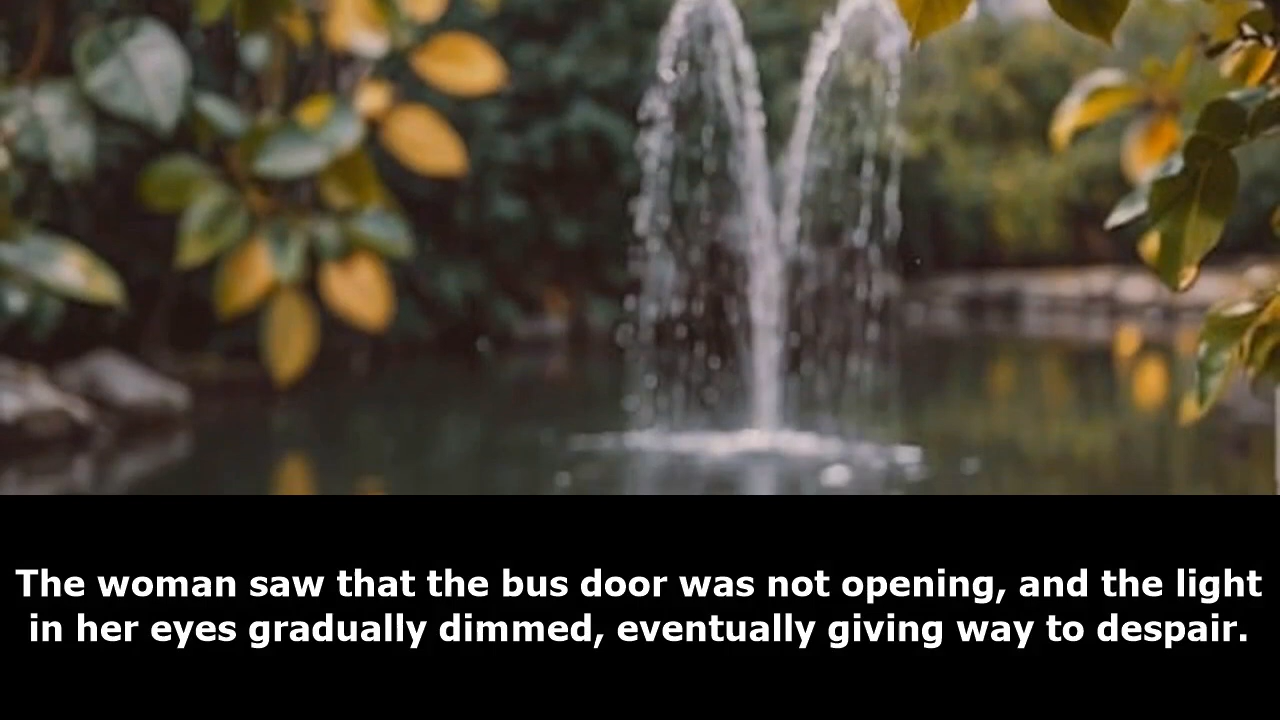 The woman saw that the bus door was not opening, and the light
in her eyes gradually dimmed, eventually giving way to despair.